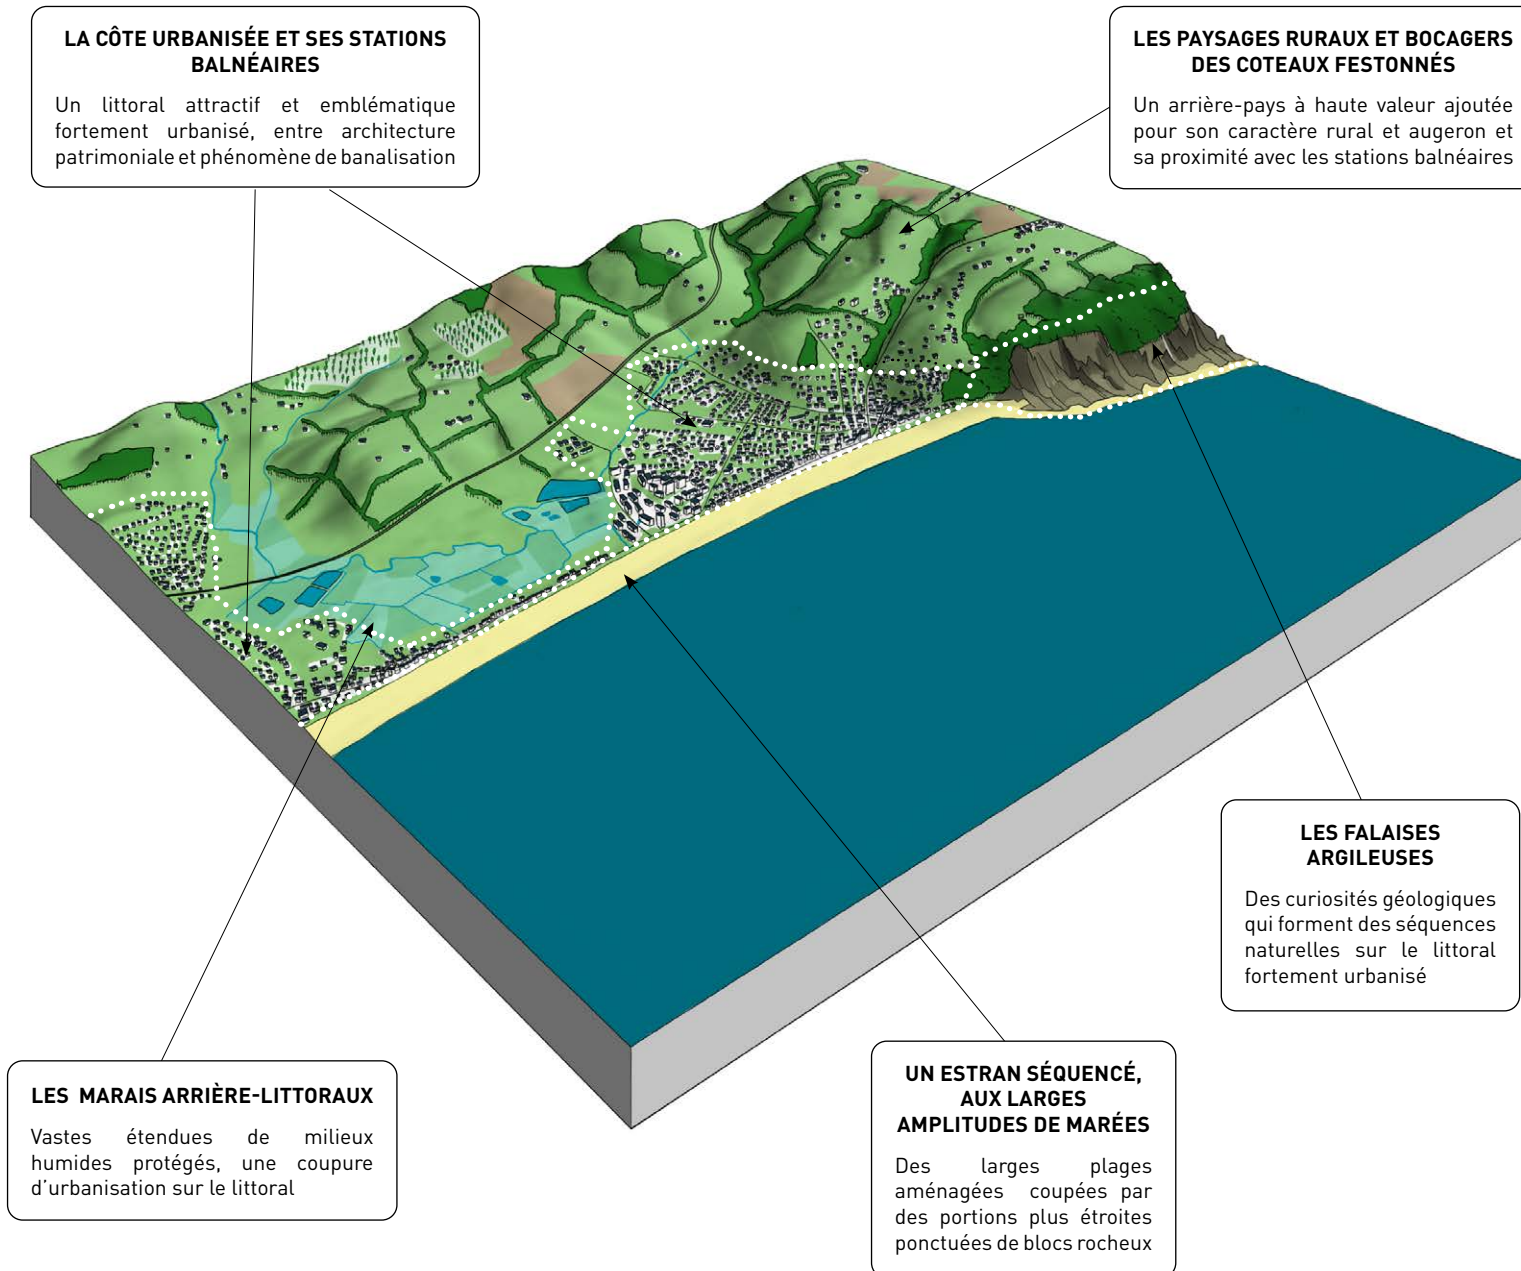 LA CÔTE URBANISÉE ET SES STATIONS
BALNÉAIRES
Un littoral attractif et emblématique
fortement urbanisé, entre architecture
patrimoniale et phénomène de banalisation
LES PAYSAGES RURAUX ET BOCAGERS
DES COTEAUX FESTONNÉS
Un arrière-pays à haute valeur ajoutée
pour son caractère rural et augeron et
sa proximité avec les stations balnéaires
LES FALAISES
ARGILEUSES
Des curiosités géologiques
qui forment des séquences
naturelles sur le littoral
fortement urbanisé
LES MARAIS ARRIÈRE-LITTORAUX
Vastes étendues de milieux
humides protégés, une coupure
d'urbanisation sur le littoral
UN ESTRAN SÉQUENCÉ,
AUX LARGES
AMPLITUDES DE MARÉES
Des larges plages
aménagées coupées par
des portions plus étroites
ponctuées de blocs rocheux